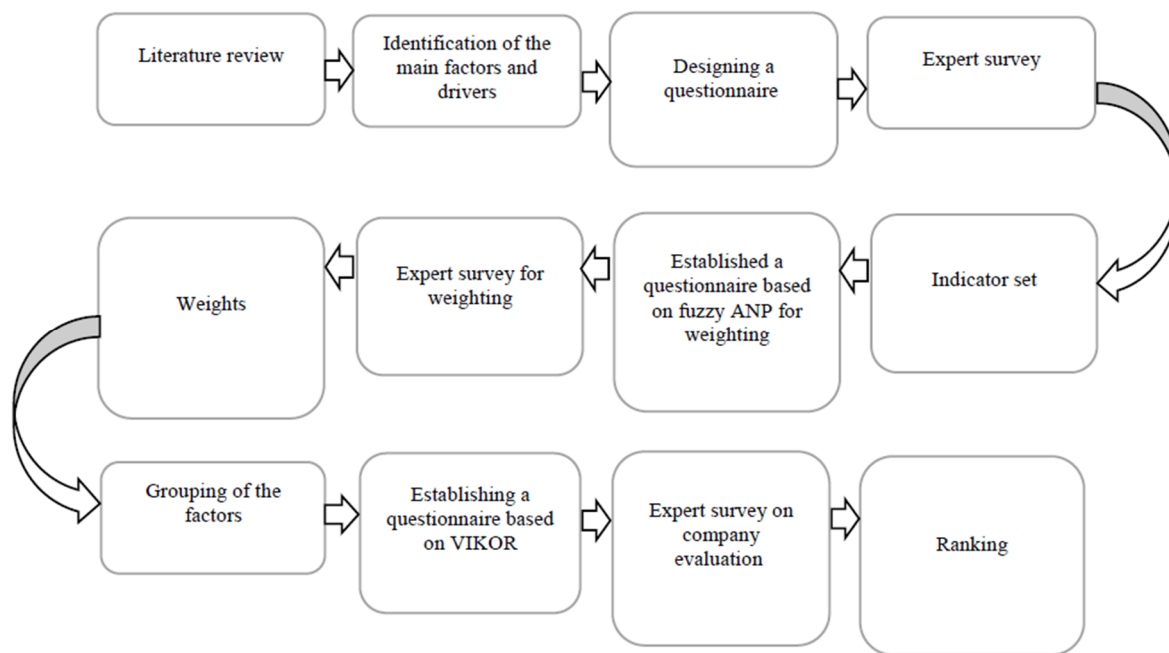 Literature review
Identification of the
main factors and
drivers
Designing a
questionnaire
Expert survey
Indicator set
Established a
questionnaire based
on fuzzy ANP for
weighting
Expert survey for
weighting
Weights
Grouping of the
factors
Establishing a
questionnaire based
on VIKOR
Expert survey on
company
evaluation
Ranking